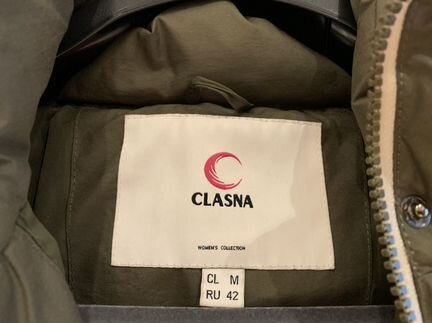 CLASNA
WOMEN'S COLLECTION
CL M
RU 42